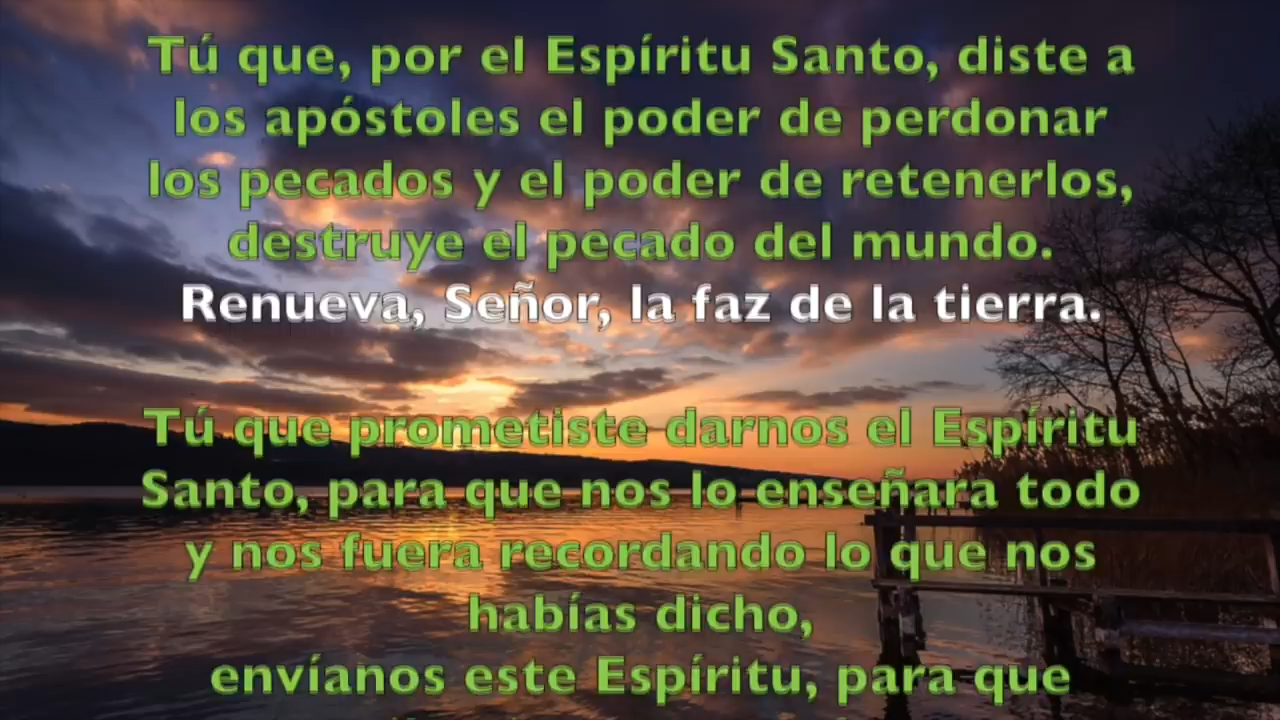 Tú que, por el Espíritu Santo, diste a
los apóstoles el poder de perdonar
los pecados y el poder de retenerlos,
destruye el pecado del mundo.
Renueva, Señor, la faz de la tierra.
Tú que prometiste darnos el Espíritu
Santo, para que nos lo enseñara todo
y nos fuera recordando lo que nos
habías dicho,
envíanos este Espíritu, para que